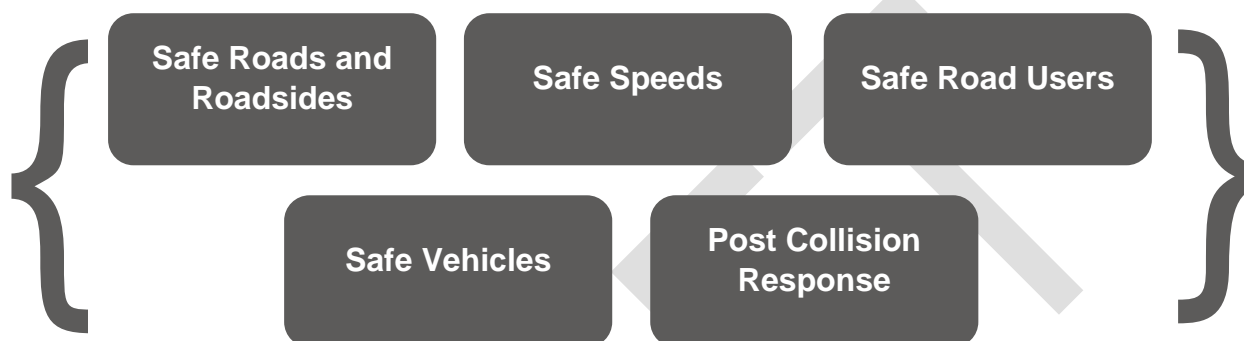 Safe Roads and
Roadsides
Safe Speeds
Safe Road Users
Safe Vehicles
Post Collision
Response